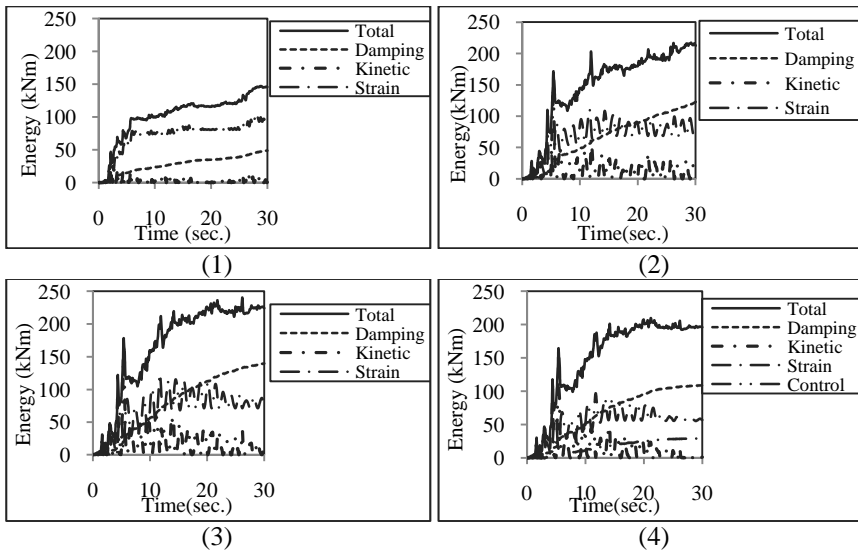 250
200
150
100
50
0
Energy (kNm)
0 10 20 30
Time (sec.)
Total
Damping
Kinetic
Strain
(1)
250
200
150
100
50
0
Energy(kNm)
0 10 20 30
Time(sec.)
Total
Damping
Kinetic
Strain
(2)
250
200
150
100
50
0
Energy (kNm)
0 10 20 30
Time(sec.)
Total
Damping
Kinetic
Strain
(3)
250
200
150
100
50
0
Energy (kNm)
0 10 20 30
Time(sec.)
Total
Damping
Kinetic
Strain
Control
(4)